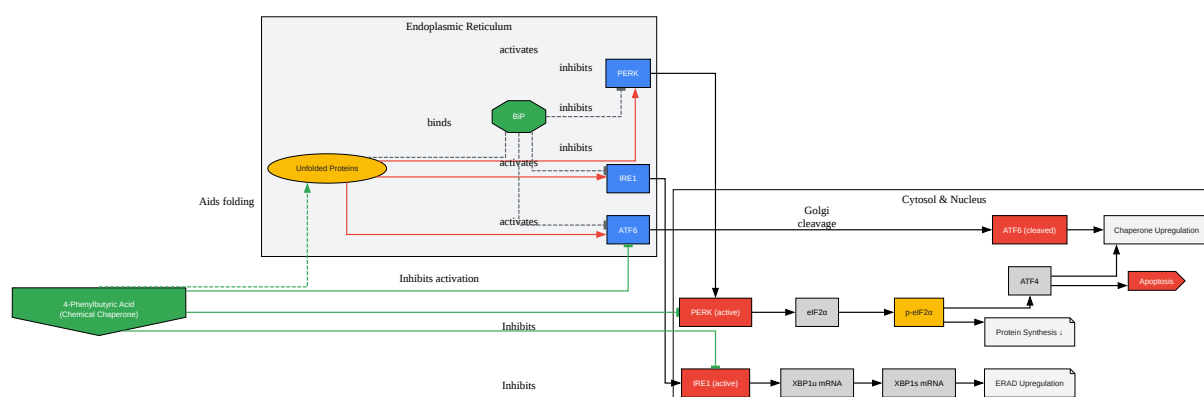 Endoplasmic Reticulum
activates
inhibits
PERK
inhibits
BiP
binds
inhibits
activates
Unfolded Proteins
IRE1
Aids folding
activates
ATF6
Golgi
cleavage
Cytosol & Nucleus
ATF6 (cleaved)
Chaperone Upregulation
Inhibits activation
ATF4
Apoptosis
4-Phenylbutyric Acid
(Chemical Chaperone)
PERK (active)
eIF2α
p-eIF2α
Inhibits
Protein Synthesis ↓
Inhibits
IRE1 (active)
XBP1u mRNA
XBP1s mRNA
ERAD Upregulation